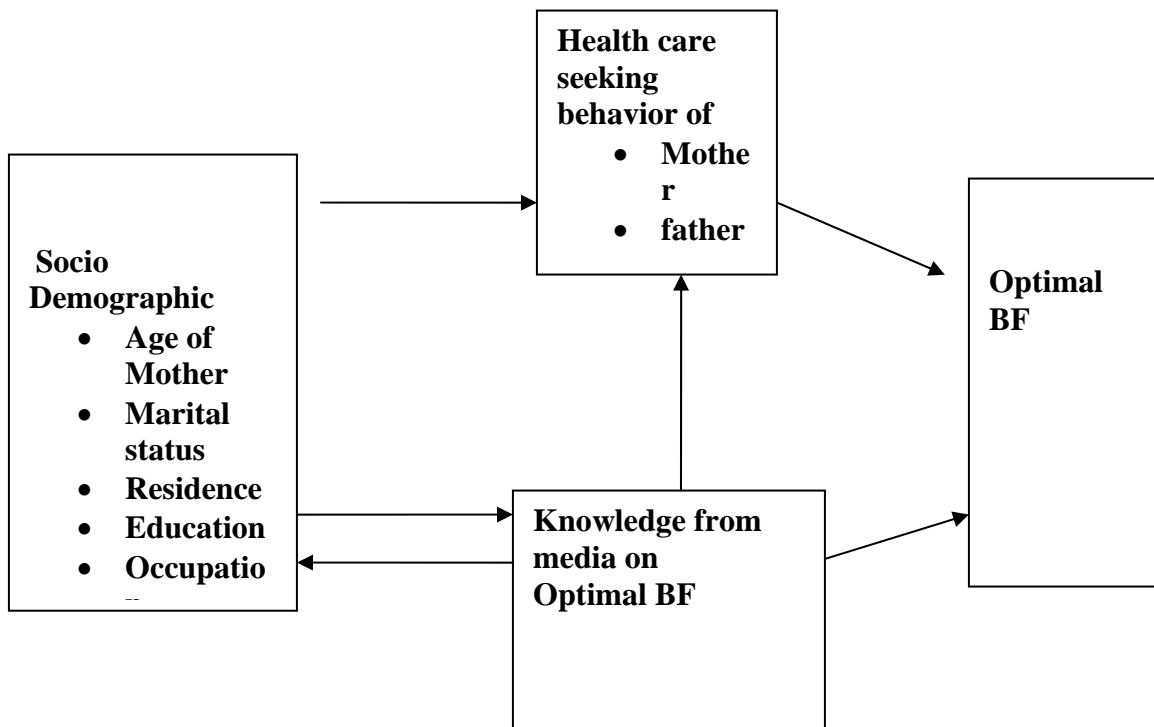 Health care
seeking
behavior of
• Mothe
r
• father
Socio
Demographic
• Age of
Mother
• Marital
status
• Residence
• Education
• Occupatio
Optimal
BF
Knowledge from
media on
Optimal BF